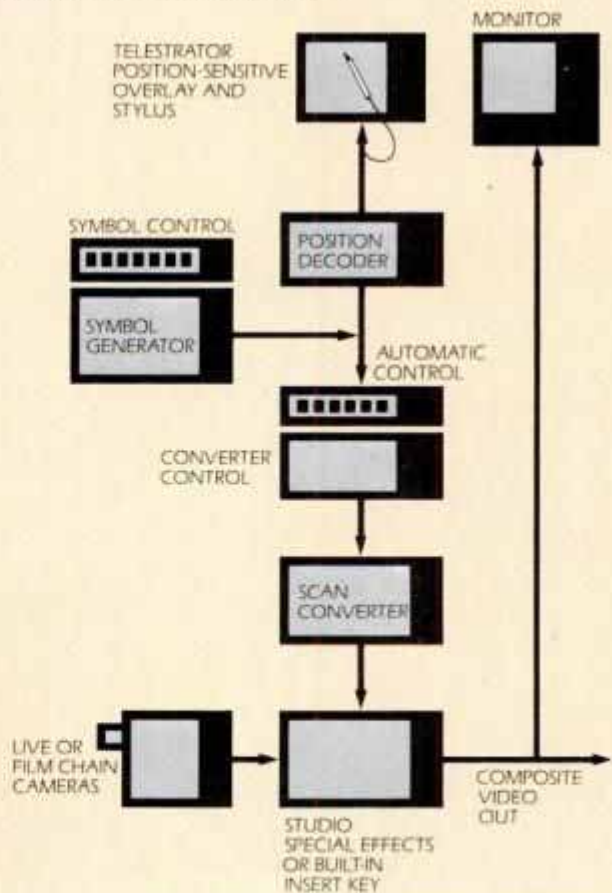 MONITOR
TELESTRATOR
POSITION-SENSITIVE
OVERLAY AND
STYLUS
SYMBOL CONTROL
POSITION
DECODER
SYMBOL
GENERATOR
AUTOMATIC
CONTROL
CONVERTER
CONTROL
SCAN
CONVERTER
LIVE OR
FILM CHAIN
CAMERAS
COMPOSITE
VIDEO
OUT
STUDIO
SPECIAL EFFECTS
OR BUILT-IN
INSERT KEY